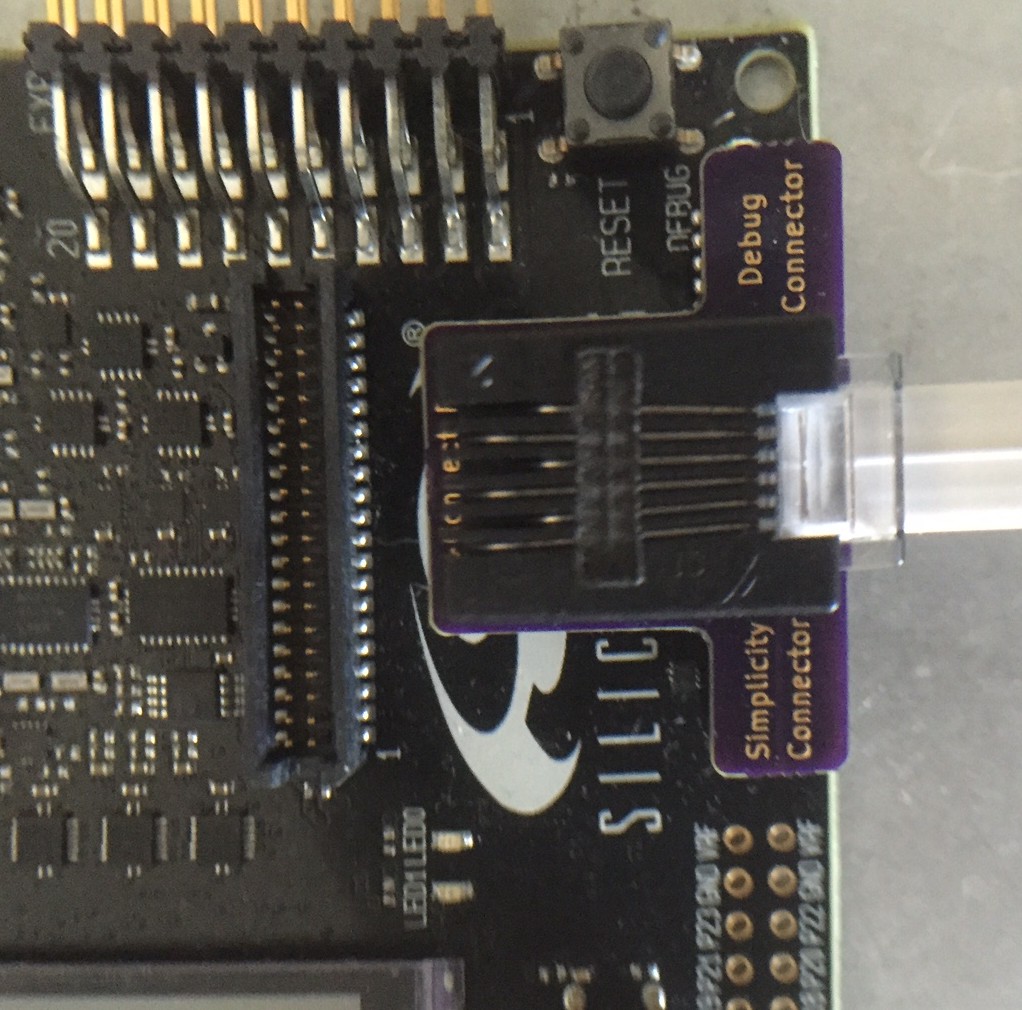 20
EXP
1
LED1 LED0
®
1
SILIC
RESET
DEBUG
P21 P23 GND VRF
Simplicity
Connector
Debug
Connector
P20 P22 GND VRF